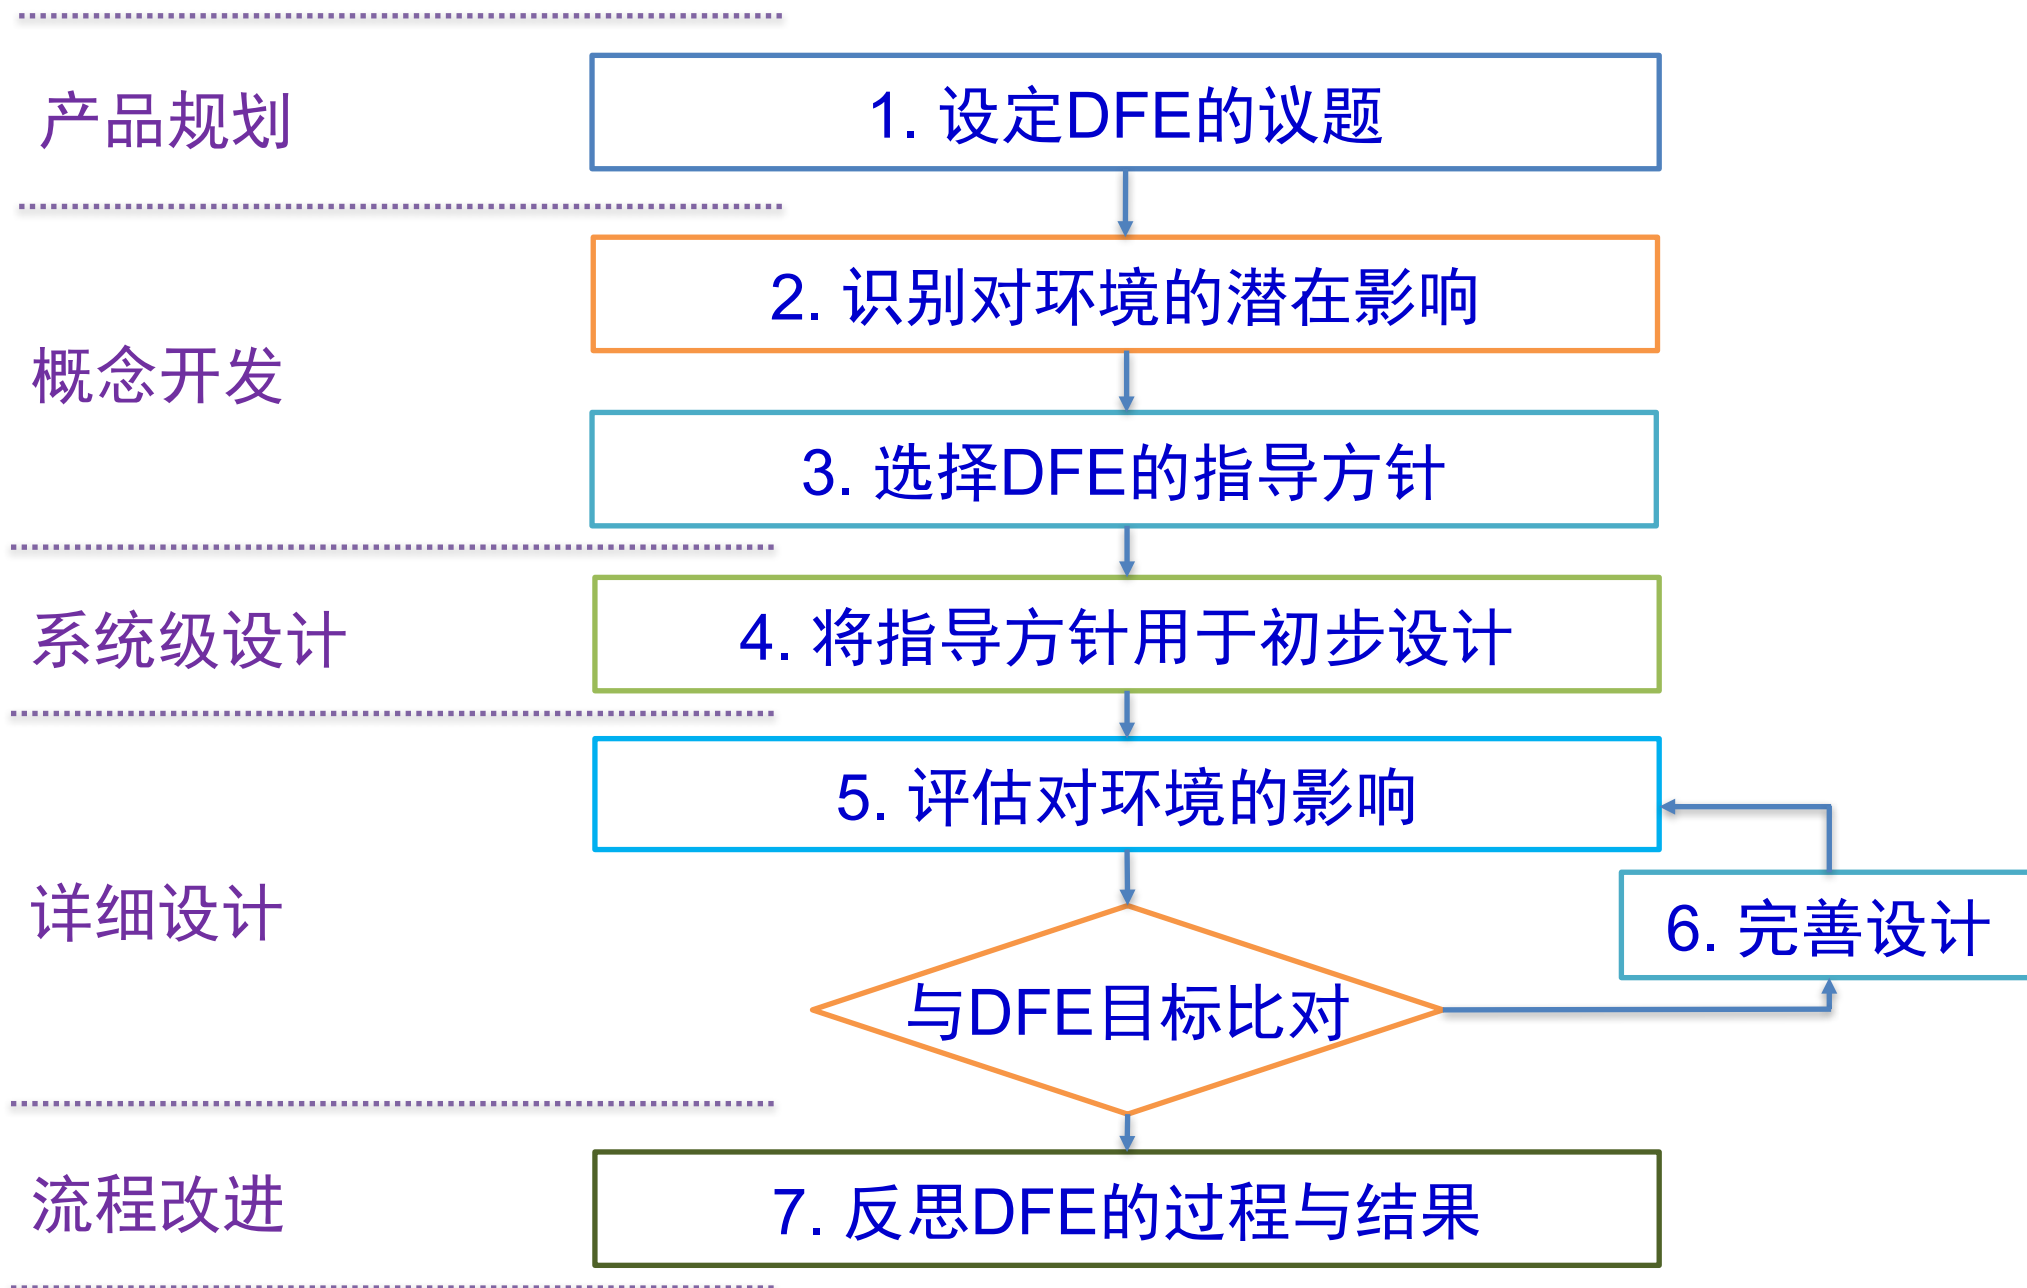 产品规划
1. 设定DFE的议题
2. 识别对环境的潜在影响
概念开发
3. 选择DFE的指导方针
系统级设计
4. 将指导方针用于初步设计
5. 评估对环境的影响
详细设计
6. 完善设计
与DFE目标比对
流程改进
7. 反思DFE的过程与结果